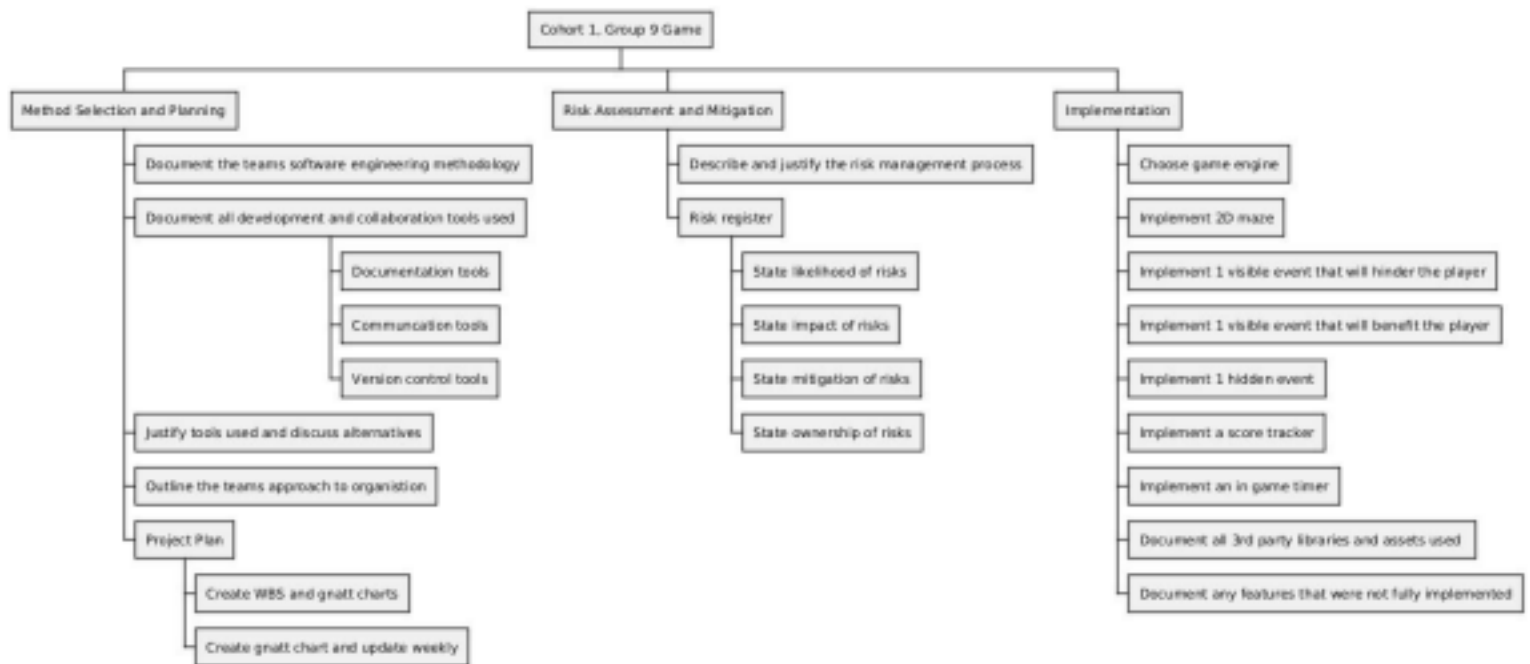 Cohort 1, Group 9 Game
Method Selection and Planning
Document the teams software engineering methodology
Document all development and collaboration tools used
Documentation tools
Communcation tools
Version control tools
Justify tools used and discuss alternatives
Outline the teams approach to organistion
Project Plan
Create WBS and gnatt charts
Create gnatt chart and update weekly
Risk Assessment and Mitigation
Describe and justify the risk management process
Risk register
State likelihood of risks
State impact of risks
State mitigation of risks
State ownership of risks
Implementation
Choose game engine
Implement 2D maze
Implement 1 visible event that will hinder the player
Implement 1 visible event that will benefit the player
Implement 1 hidden event
Implement a score tracker
Implement an in game timer
Document all 3rd party libraries and assets used
Document any features that were not fully implemented